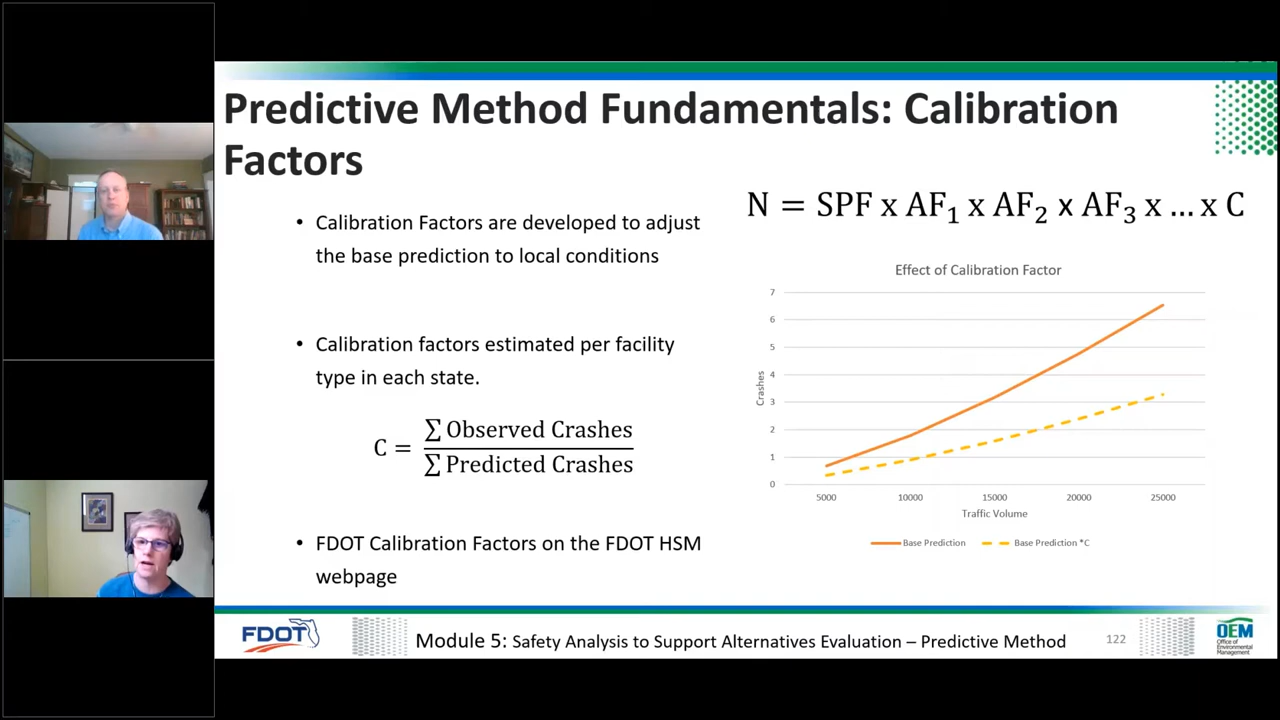 Predictive Method Fundamentals: Calibration
Factors
• Calibration Factors are developed to adjust
the base prediction to local conditions
• Calibration factors estimated per facility
type in each state.
C = ∑ Observed Crashes
∑ Predicted Crashes
• FDOT Calibration Factors on the FDOT HSM
webpage
N = SPF x AF₁ x AF₂ x AF₃ x ... x C
Effect of Calibration Factor
7
6
5
4
3
2
1
0
Crashes
5000 10000 15000 20000 25000
Traffic Volume
Base Prediction Base Prediction *C
FDOT
Module 5: Safety Analysis to Support Alternatives Evaluation – Predictive Method
122
OEM
Office of
Environmental
Management